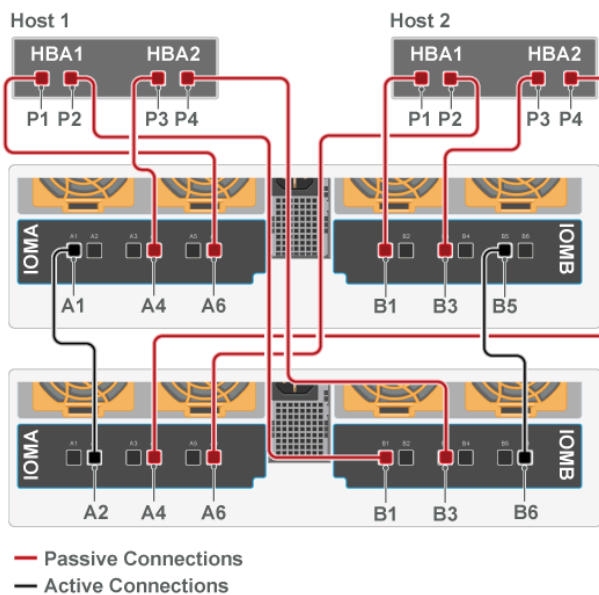 Host 1 Host 2
HBA1 HBA2 HBA1 HBA2
P1 P2 P3 P4 P1 P2 P3 P4
IOMA A1 A2 A3 A5 B2 B4 B5 B6 IOMB
A1 A4 A6 B1 B3 B5
IOMA A1 A3 A5 B1 B2 B4 B5 IOMB
A2 A4 A6 B1 B3 B6
Passive Connections
Active Connections